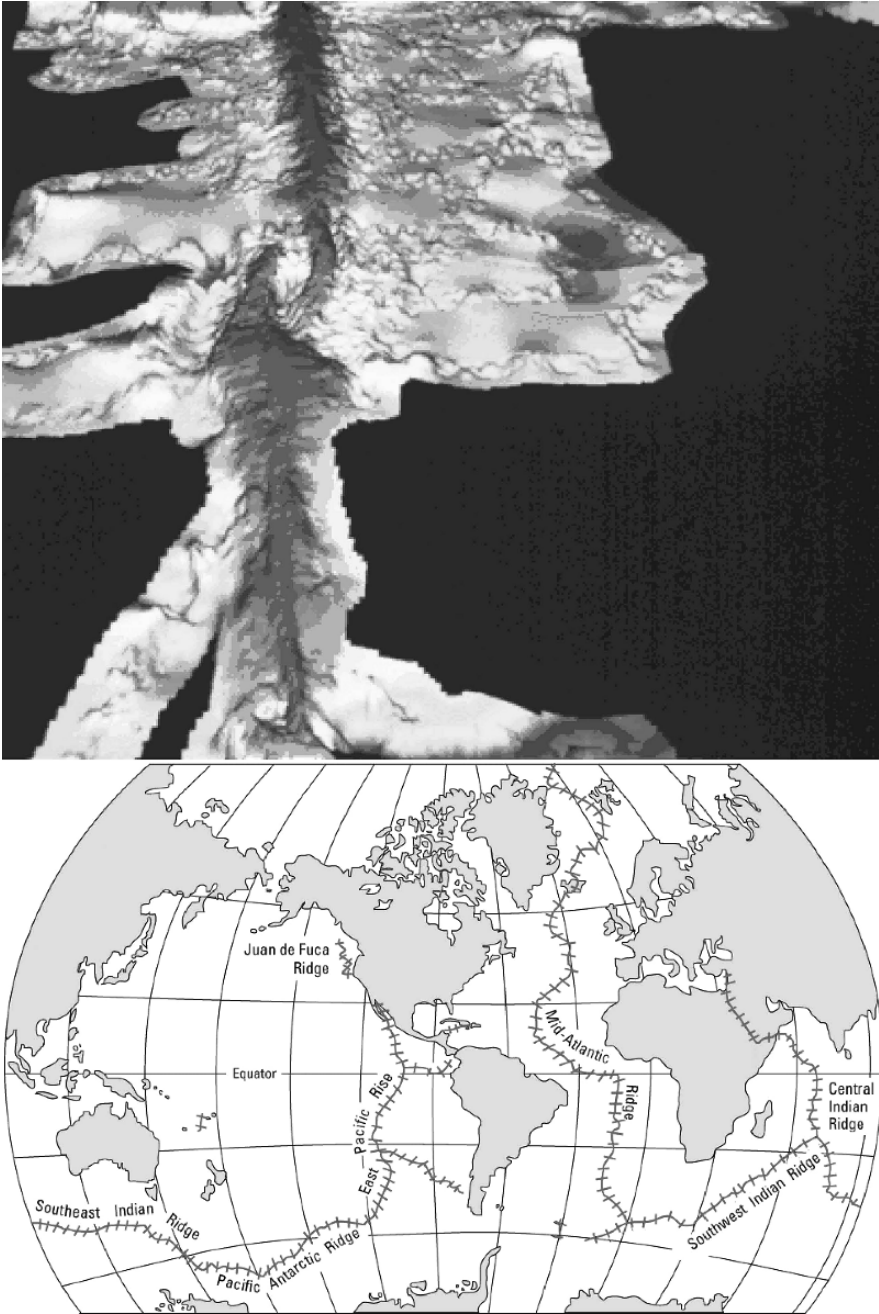 Juan de Fuca
Ridge
Mid-Atlantic
Ridge
Equator
East Pacific Rise
Central
Indian
Ridge
Southeast Indian
Ridge
Southwest Indian Ridge
Pacific Antarctic Ridge